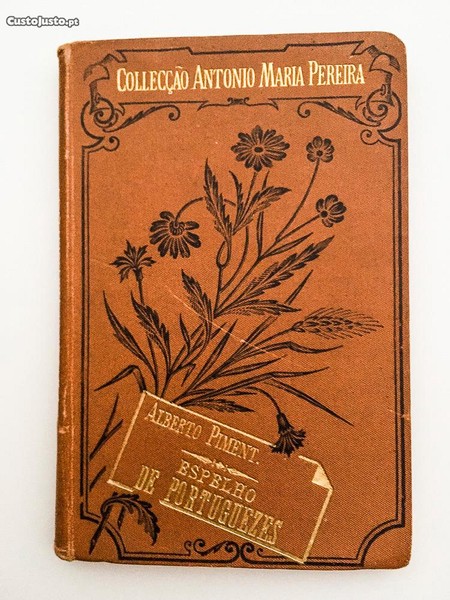 CustoJusto.pt
COLLECÇÃO ANTONIO MARIA PEREIRA
ALBERTO PIMENT.
ESPELHO
DE PORTUGUEZES